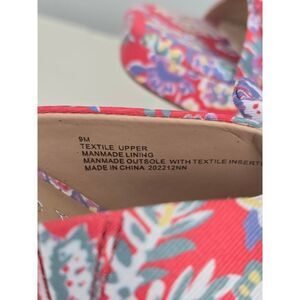 9M
TEXTILE UPPER
MANMADE LINING
MANMADE OUTSOLE WITH TEXTILE INSERT
MADE IN CHINA 202212NN